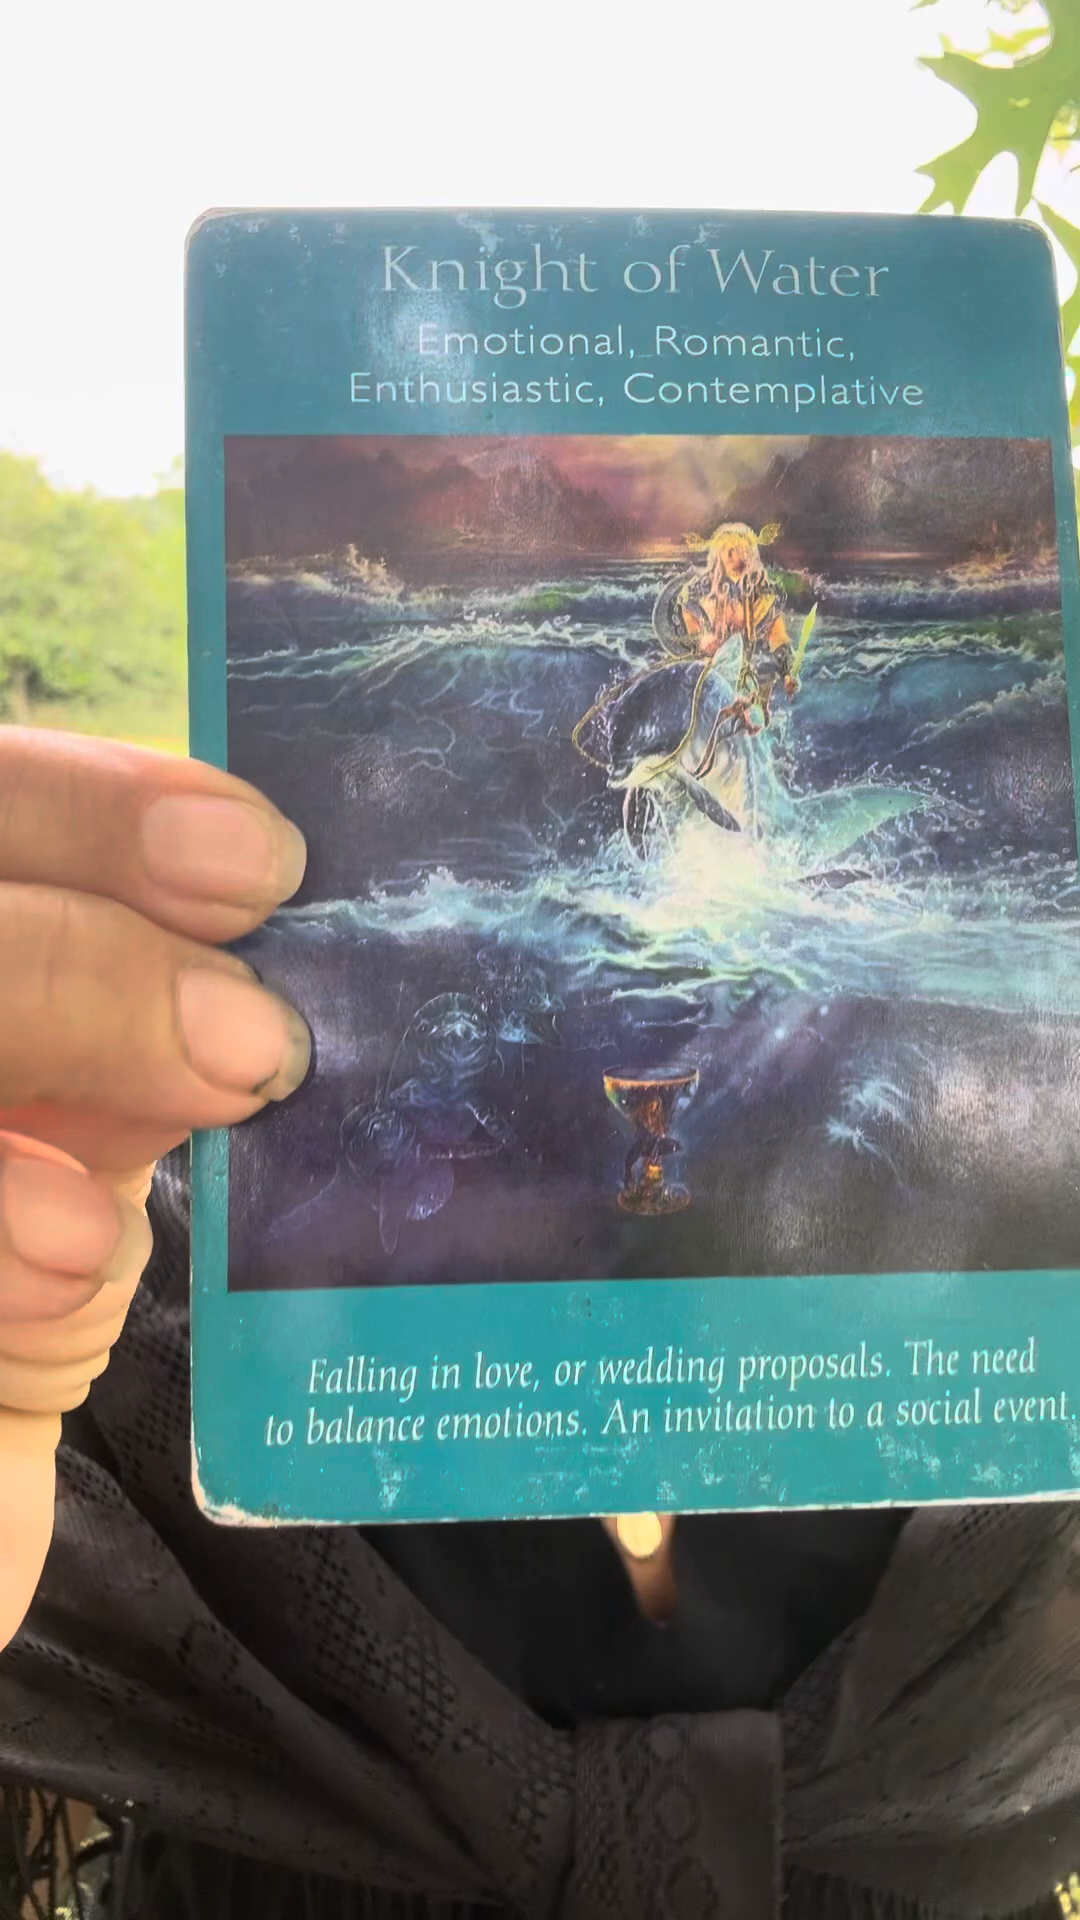 Knight of Water
Emotional, Romantic,
Enthusiastic, Contemplative
Falling in love, or wedding proposals. The need
to balance emotions. An invitation to a social event.